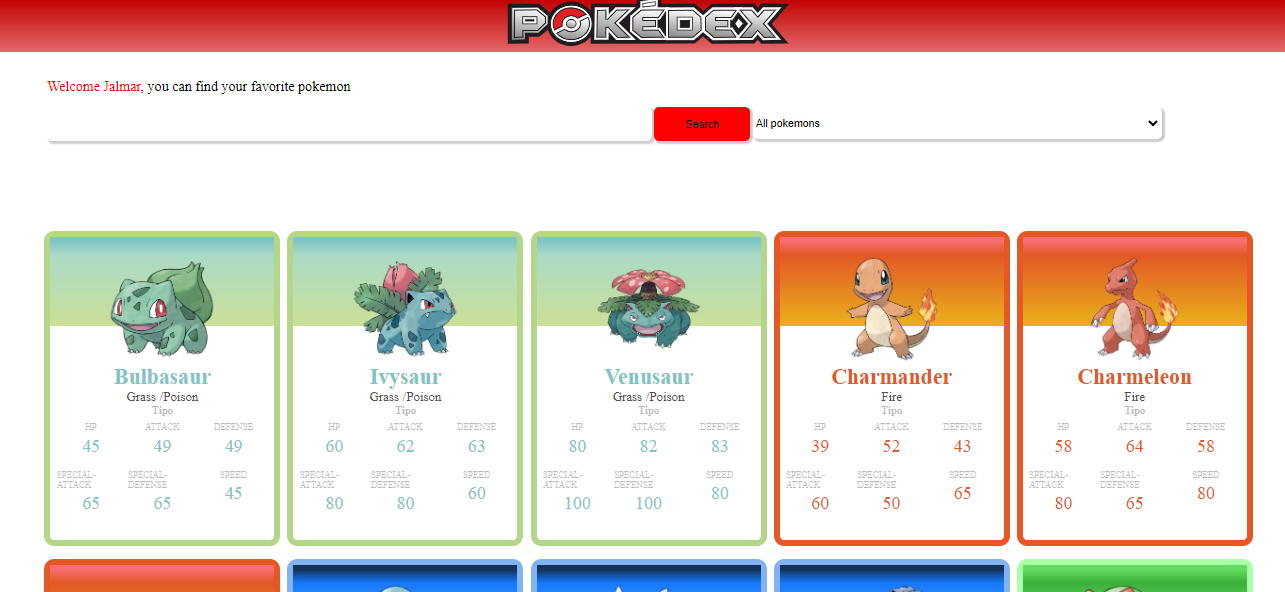 POKÉDEX
Welcome Jalmar, you can find your favorite pokemon
Search
All pokemons
Bulbasaur
Grass /Poison
Tipo
HP ATTACK DEFENSE
45 49 49
SPECIAL-ATTACK SPECIAL-DEFENSE SPEED
65 65 45
Ivysaur
Grass /Poison
Tipo
HP ATTACK DEFENSE
60 62 63
SPECIAL-ATTACK SPECIAL-DEFENSE SPEED
80 80 60
Venusaur
Grass /Poison
Tipo
HP ATTACK DEFENSE
80 82 83
SPECIAL-ATTACK SPECIAL-DEFENSE SPEED
100 100 80
Charmander
Fire
Tipo
HP ATTACK DEFENSE
39 52 43
SPECIAL-ATTACK SPECIAL-DEFENSE SPEED
60 50 65
Charmeleon
Fire
Tipo
HP ATTACK DEFENSE
58 64 58
SPECIAL-ATTACK SPECIAL-DEFENSE SPEED
80 65 80